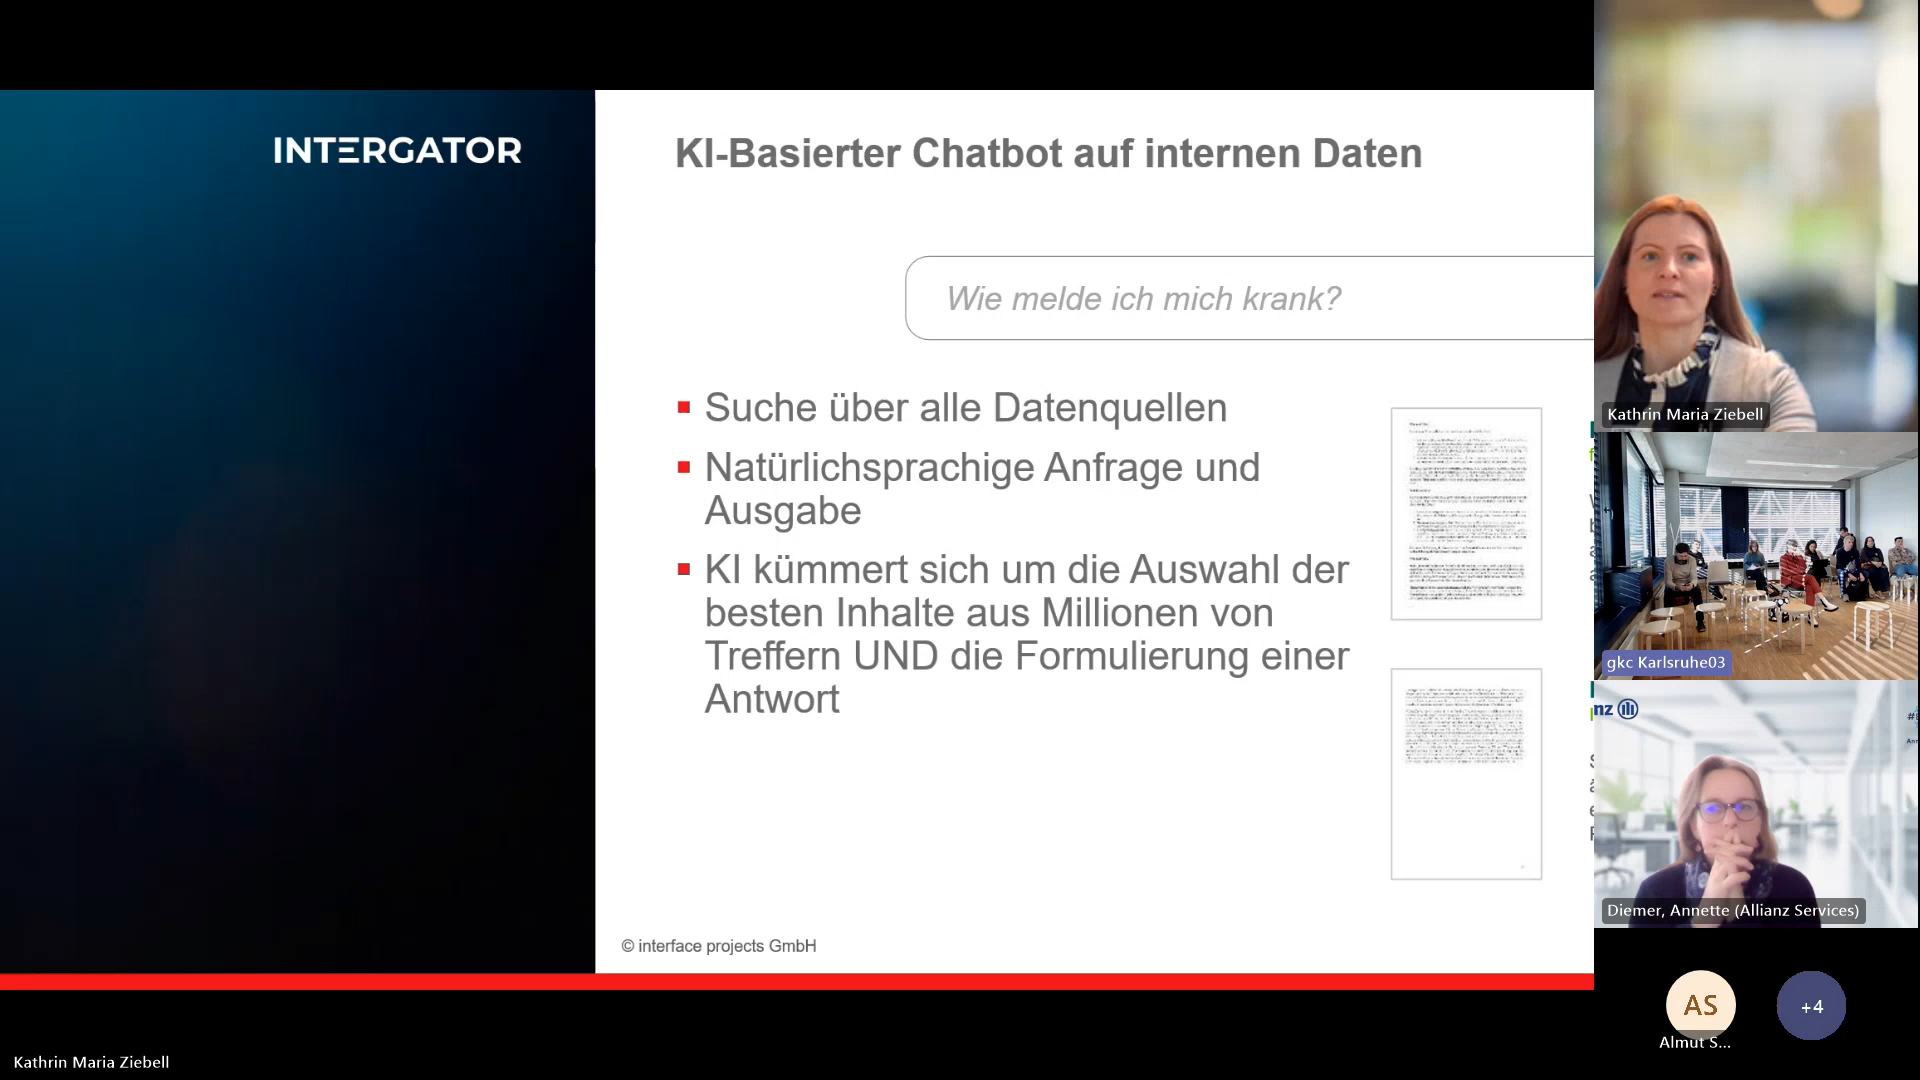 INTERGATOR
KI-Basierter Chatbot auf internen Daten
Wie melde ich mich krank?
Suche über alle Datenquellen
Natürlichsprachige Anfrage und
Ausgabe
KI kümmert sich um die Auswahl der
besten Inhalte aus Millionen von
Treffern UND die Formulierung einer
Antwort
© interface projects GmbH
Kathrin Maria Ziebell
Kathrin Maria Ziebell
gkc Karlsruhe03
nz
Diemer, Annette (Allianz Services)
AS
Almut S...
+4